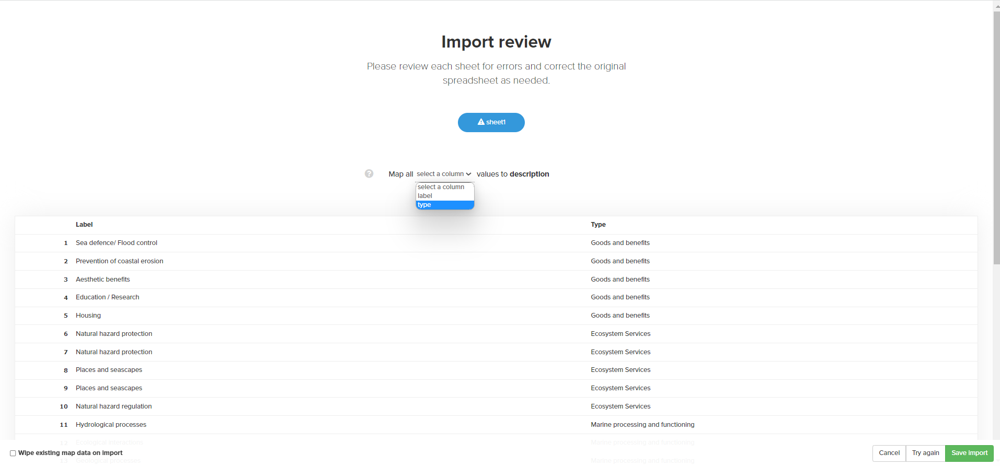 Import review
Please review each sheet for errors and correct the original
spreadsheet as needed.
sheet1
Map all select a column values to description
select a column
label
type
Label Type
1 Sea defence/ Flood control Goods and benefits
2 Prevention of coastal erosion Goods and benefits
3 Aesthetic benefits Goods and benefits
4 Education / Research Goods and benefits
5 Housing Goods and benefits
6 Natural hazard protection Ecosystem Services
7 Natural hazard protection Ecosystem Services
8 Places and seascapes Ecosystem Services
9 Places and seascapes Ecosystem Services
10 Natural hazard regulation Ecosystem Services
11 Hydrological processes Marine processing and functioning
12 Ecological interactions Marine processing and functioning
Wipe existing map data on import Cancel Try again Save import
13 Geological processes Marine processing and functioning